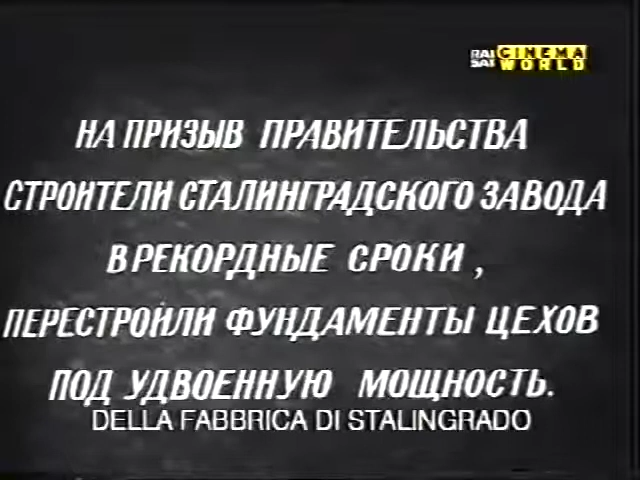 RAI CINEMA
SAT WORLD
НА ПРИЗЫВ ПРАВИТЕЛЬСТВА
СТРОИТЕЛИ СТАЛИНГРАДСКОГО ЗАВОДА
В РЕКОРДНЫЕ СРОКИ ,
ПЕРЕСТРОИЛИ ФУНДАМЕНТЫ ЦЕХОВ
ПОД УДВОЕННУЮ МОЩНОСТЬ.
DELLA FABBRICA DI STALINGRADO